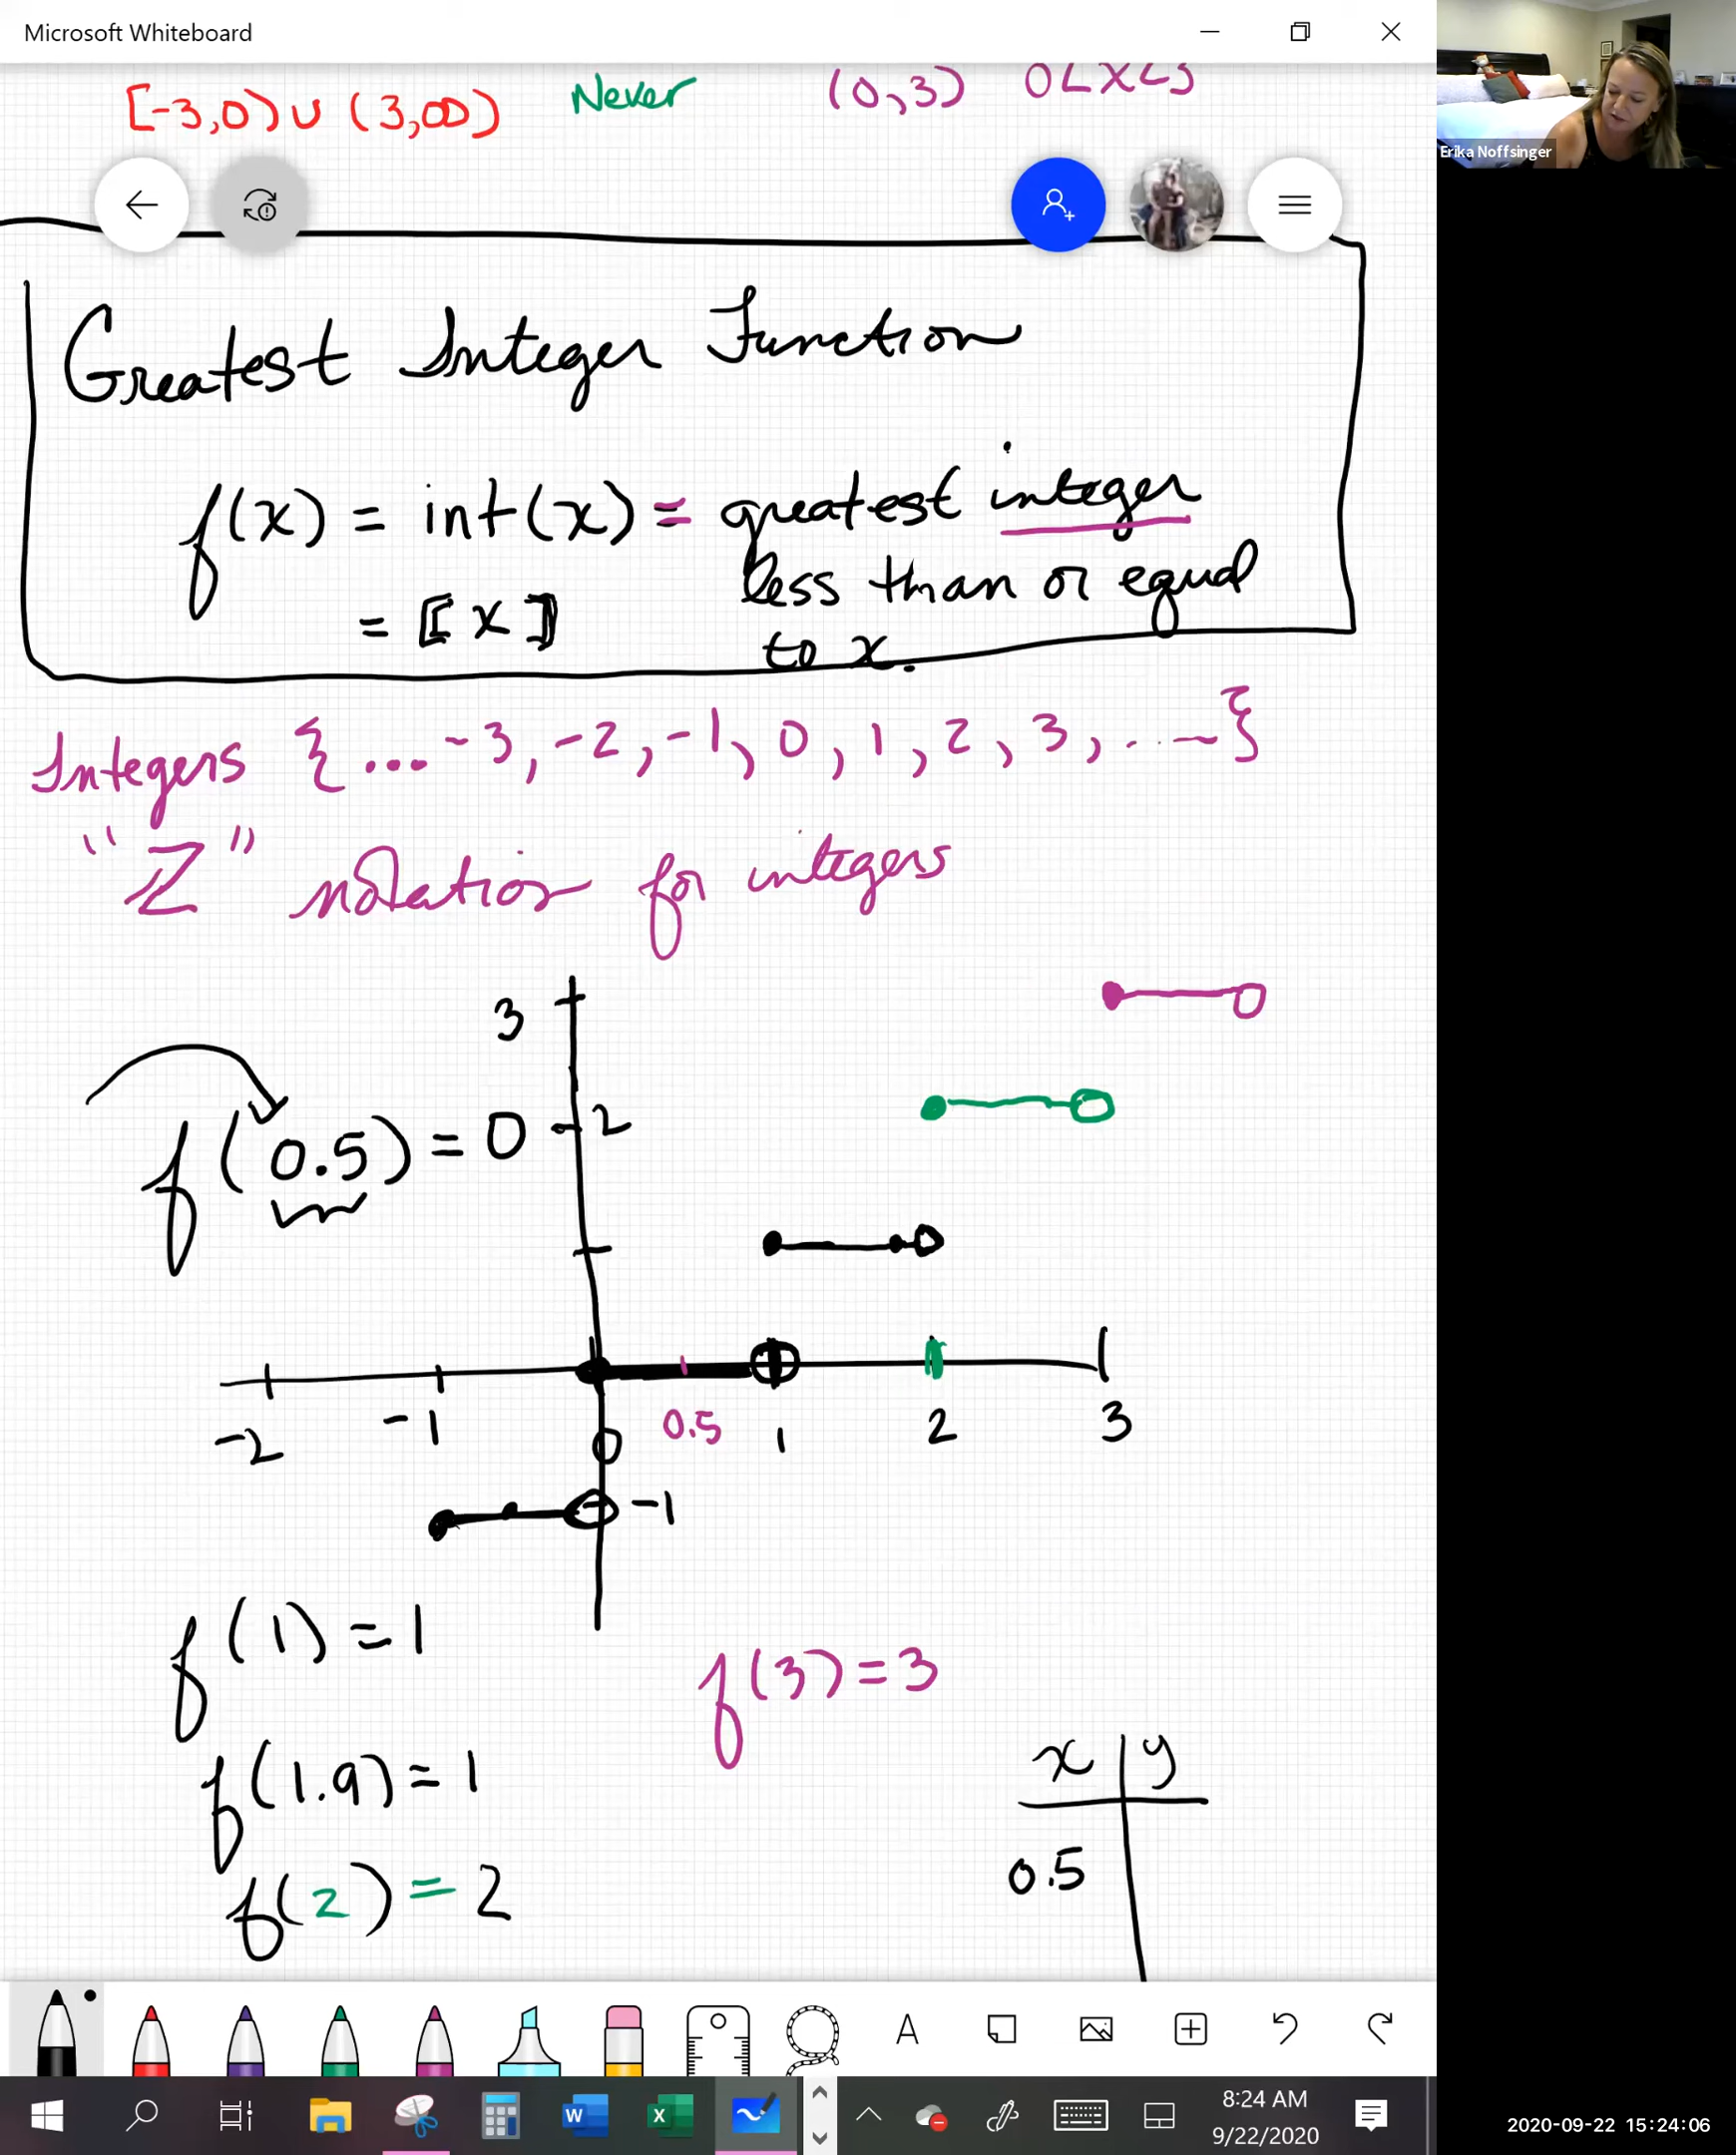 Microsoft Whiteboard
[-3,0) ∪ (3,∞) Never (0,3) 0<x<3
Erika Noffsinger
Greatest Integer Function
f(x) = int(x) = greatest integer
less than or equal
= ⟦x⟧
to x.
Integers {... -3, -2, -1, 0, 1, 2, 3, ...}
"ℤ" notation for integers
3
f(0.5) = 0
2
-2 -1 0 0.5 1 2 3
-1
f(1) = 1
f(3) = 3
x | y
f(1.9) = 1
0.5
f(2) = 2
8:24 AM
9/22/2020
2020-09-22 15:24:06